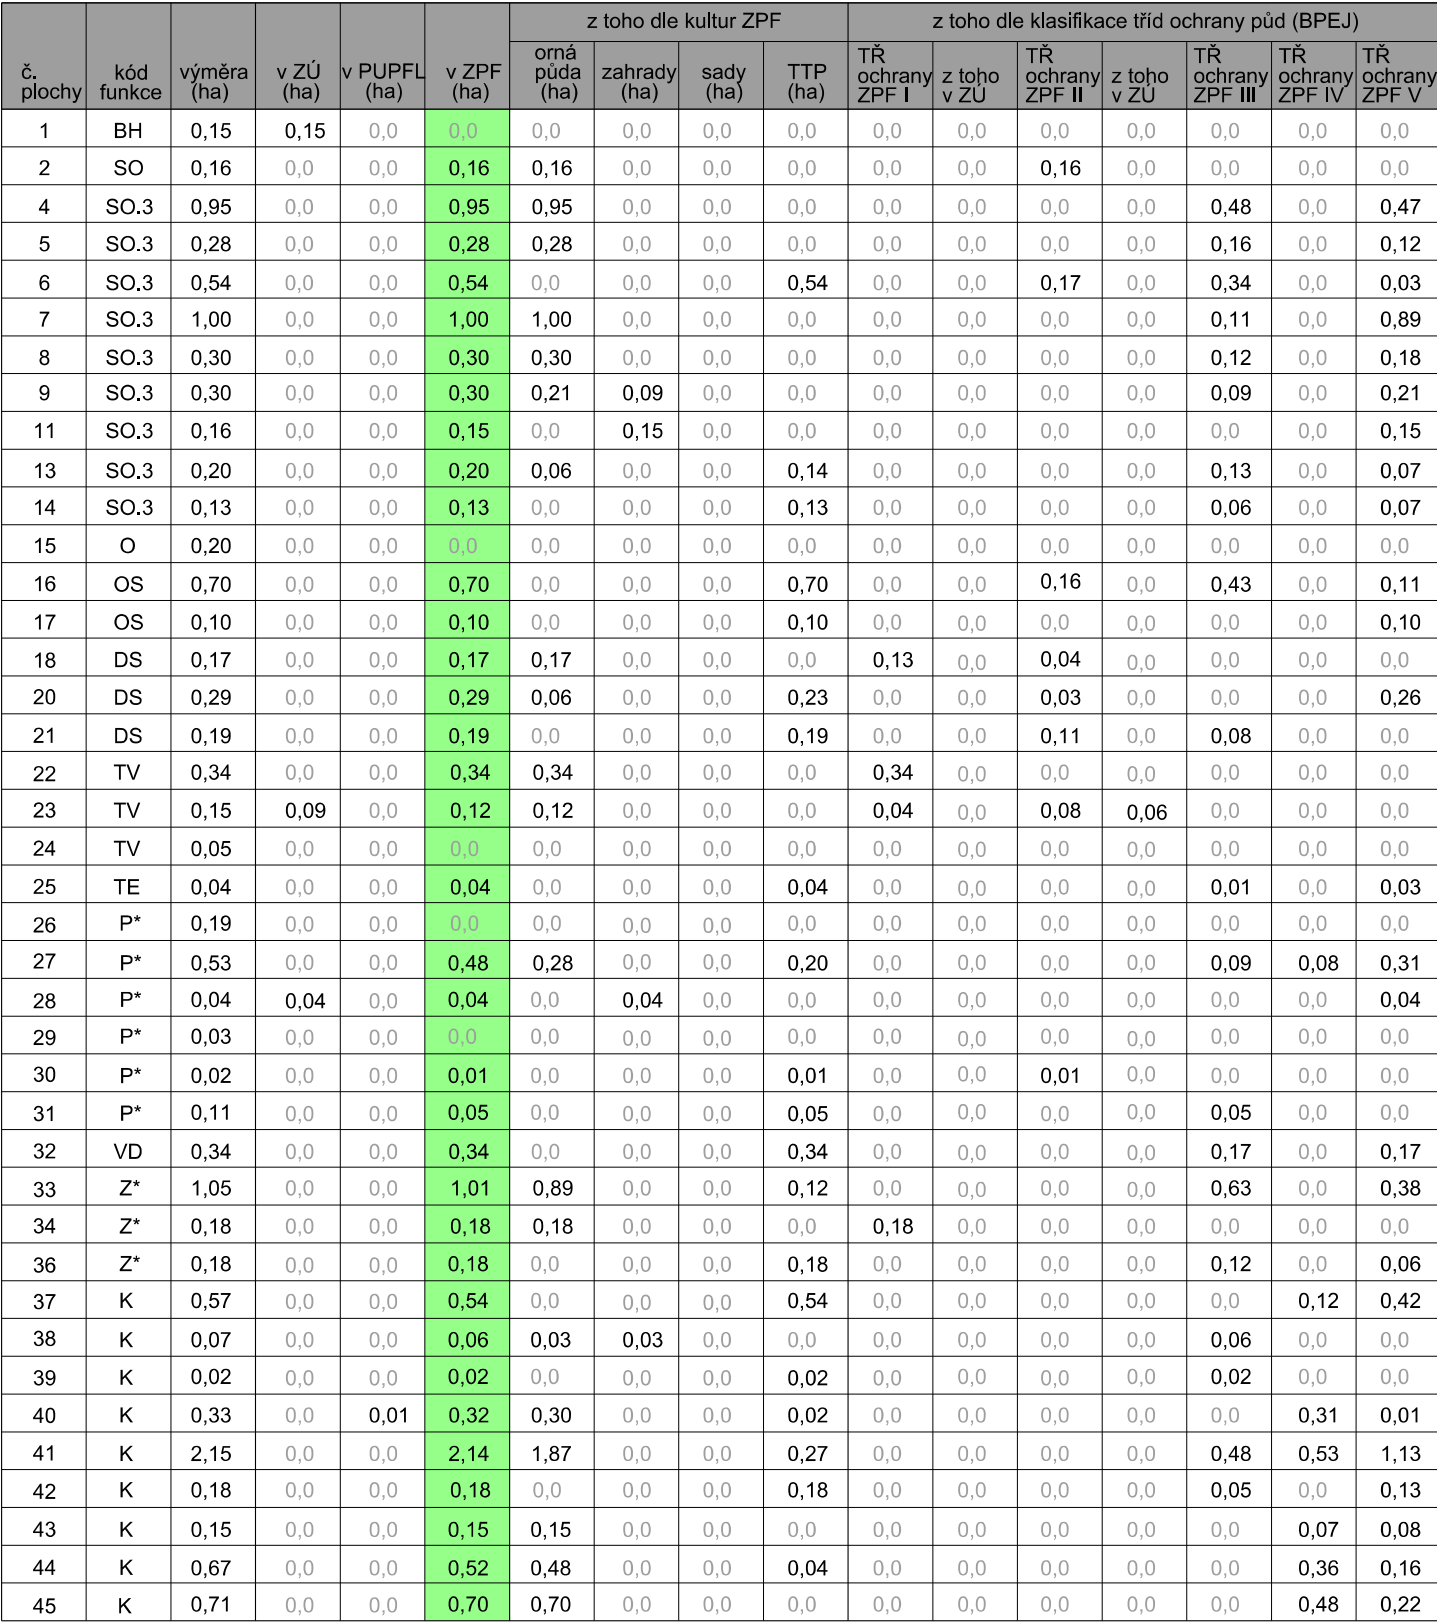 z toho dle kultur ZPF z toho dle klasifikace tříd ochrany půd (BPEJ)
č. plochy kód funkce výměra (ha) v ZÚ (ha) v PUPFL (ha) v ZPF (ha) orná půda (ha) zahrady (ha) sady (ha) TTP (ha) TŘ ochrany ZPF I z toho v ZÚ TŘ ochrany ZPF II z toho v ZÚ TŘ ochrany ZPF III TŘ ochrany ZPF IV TŘ ochrany ZPF V
1 BH 0,15 0,15 0,0 0,0 0,0 0,0 0,0 0,0 0,0 0,0 0,0 0,0 0,0 0,0 0,0
2 SO 0,16 0,0 0,0 0,16 0,16 0,0 0,0 0,0 0,0 0,0 0,16 0,0 0,0 0,0 0,0
4 SO.3 0,95 0,0 0,0 0,95 0,95 0,0 0,0 0,0 0,0 0,0 0,0 0,0 0,48 0,0 0,47
5 SO.3 0,28 0,0 0,0 0,28 0,28 0,0 0,0 0,0 0,0 0,0 0,0 0,0 0,16 0,0 0,12
6 SO.3 0,54 0,0 0,0 0,54 0,0 0,0 0,0 0,54 0,0 0,0 0,17 0,0 0,34 0,0 0,03
7 SO.3 1,00 0,0 0,0 1,00 1,00 0,0 0,0 0,0 0,0 0,0 0,0 0,0 0,11 0,0 0,89
8 SO.3 0,30 0,0 0,0 0,30 0,30 0,0 0,0 0,0 0,0 0,0 0,0 0,0 0,12 0,0 0,18
9 SO.3 0,30 0,0 0,0 0,30 0,21 0,09 0,0 0,0 0,0 0,0 0,0 0,0 0,09 0,0 0,21
11 SO.3 0,16 0,0 0,0 0,15 0,0 0,15 0,0 0,0 0,0 0,0 0,0 0,0 0,0 0,0 0,15
13 SO.3 0,20 0,0 0,0 0,20 0,06 0,0 0,0 0,14 0,0 0,0 0,0 0,0 0,13 0,0 0,07
14 SO.3 0,13 0,0 0,0 0,13 0,0 0,0 0,0 0,13 0,0 0,0 0,0 0,0 0,06 0,0 0,07
15 O 0,20 0,0 0,0 0,0 0,0 0,0 0,0 0,0 0,0 0,0 0,0 0,0 0,0 0,0 0,0
16 OS 0,70 0,0 0,0 0,70 0,0 0,0 0,0 0,70 0,0 0,0 0,16 0,0 0,43 0,0 0,11
17 OS 0,10 0,0 0,0 0,10 0,0 0,0 0,0 0,10 0,0 0,0 0,0 0,0 0,0 0,0 0,10
18 DS 0,17 0,0 0,0 0,17 0,17 0,0 0,0 0,0 0,13 0,0 0,04 0,0 0,0 0,0 0,0
20 DS 0,29 0,0 0,0 0,29 0,06 0,0 0,0 0,23 0,0 0,0 0,03 0,0 0,0 0,0 0,26
21 DS 0,19 0,0 0,0 0,19 0,0 0,0 0,0 0,19 0,0 0,0 0,11 0,0 0,08 0,0 0,0
22 TV 0,34 0,0 0,0 0,34 0,34 0,0 0,0 0,0 0,34 0,0 0,0 0,0 0,0 0,0 0,0
23 TV 0,15 0,09 0,0 0,12 0,12 0,0 0,0 0,0 0,04 0,0 0,08 0,06 0,0 0,0 0,0
24 TV 0,05 0,0 0,0 0,0 0,0 0,0 0,0 0,0 0,0 0,0 0,0 0,0 0,0 0,0 0,0
25 TE 0,04 0,0 0,0 0,04 0,0 0,0 0,0 0,04 0,0 0,0 0,0 0,0 0,01 0,0 0,03
26 P* 0,19 0,0 0,0 0,0 0,0 0,0 0,0 0,0 0,0 0,0 0,0 0,0 0,0 0,0 0,0
27 P* 0,53 0,0 0,0 0,48 0,28 0,0 0,0 0,20 0,0 0,0 0,0 0,0 0,09 0,08 0,31
28 P* 0,04 0,04 0,0 0,04 0,0 0,04 0,0 0,0 0,0 0,0 0,0 0,0 0,0 0,0 0,04
29 P* 0,03 0,0 0,0 0,0 0,0 0,0 0,0 0,0 0,0 0,0 0,0 0,0 0,0 0,0 0,0
30 P* 0,02 0,0 0,0 0,01 0,0 0,0 0,0 0,01 0,0 0,0 0,01 0,0 0,0 0,0 0,0
31 P* 0,11 0,0 0,0 0,05 0,0 0,0 0,0 0,05 0,0 0,0 0,0 0,0 0,05 0,0 0,0
32 VD 0,34 0,0 0,0 0,34 0,0 0,0 0,0 0,34 0,0 0,0 0,0 0,0 0,17 0,0 0,17
33 Z* 1,05 0,0 0,0 1,01 0,89 0,0 0,0 0,12 0,0 0,0 0,0 0,0 0,63 0,0 0,38
34 Z* 0,18 0,0 0,0 0,18 0,18 0,0 0,0 0,0 0,18 0,0 0,0 0,0 0,0 0,0 0,0
36 Z* 0,18 0,0 0,0 0,18 0,0 0,0 0,0 0,18 0,0 0,0 0,0 0,0 0,12 0,0 0,06
37 K 0,57 0,0 0,0 0,54 0,0 0,0 0,0 0,54 0,0 0,0 0,0 0,0 0,0 0,12 0,42
38 K 0,07 0,0 0,0 0,06 0,03 0,03 0,0 0,0 0,0 0,0 0,0 0,0 0,06 0,0 0,0
39 K 0,02 0,0 0,0 0,02 0,0 0,0 0,0 0,02 0,0 0,0 0,0 0,0 0,02 0,0 0,0
40 K 0,33 0,0 0,01 0,32 0,30 0,0 0,0 0,02 0,0 0,0 0,0 0,0 0,0 0,31 0,01
41 K 2,15 0,0 0,0 2,14 1,87 0,0 0,0 0,27 0,0 0,0 0,0 0,0 0,48 0,53 1,13
42 K 0,18 0,0 0,0 0,18 0,0 0,0 0,0 0,18 0,0 0,0 0,0 0,0 0,05 0,0 0,13
43 K 0,15 0,0 0,0 0,15 0,15 0,0 0,0 0,0 0,0 0,0 0,0 0,0 0,0 0,07 0,08
44 K 0,67 0,0 0,0 0,52 0,48 0,0 0,0 0,04 0,0 0,0 0,0 0,0 0,0 0,36 0,16
45 K 0,71 0,0 0,0 0,70 0,70 0,0 0,0 0,0 0,0 0,0 0,0 0,0 0,0 0,48 0,22